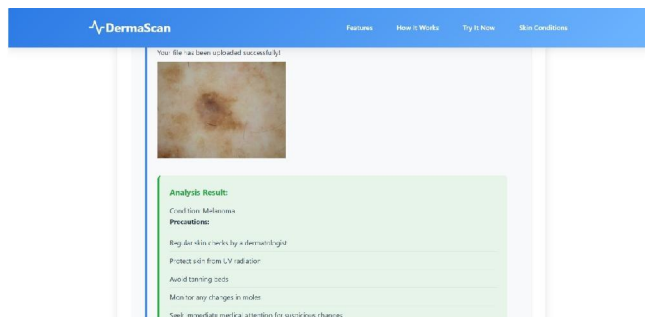 DermaScan
Features How It Works Try It Now Skin Conditions
Your file has been uploaded successfully!
Analysis Result:
Condition: Melanoma
Precautions:
Regular skin checks by a dermatologist
Protect skin from UV radiation
Avoid tanning beds
Monitor any changes in moles
Seek immediate medical attention for suspicious changes